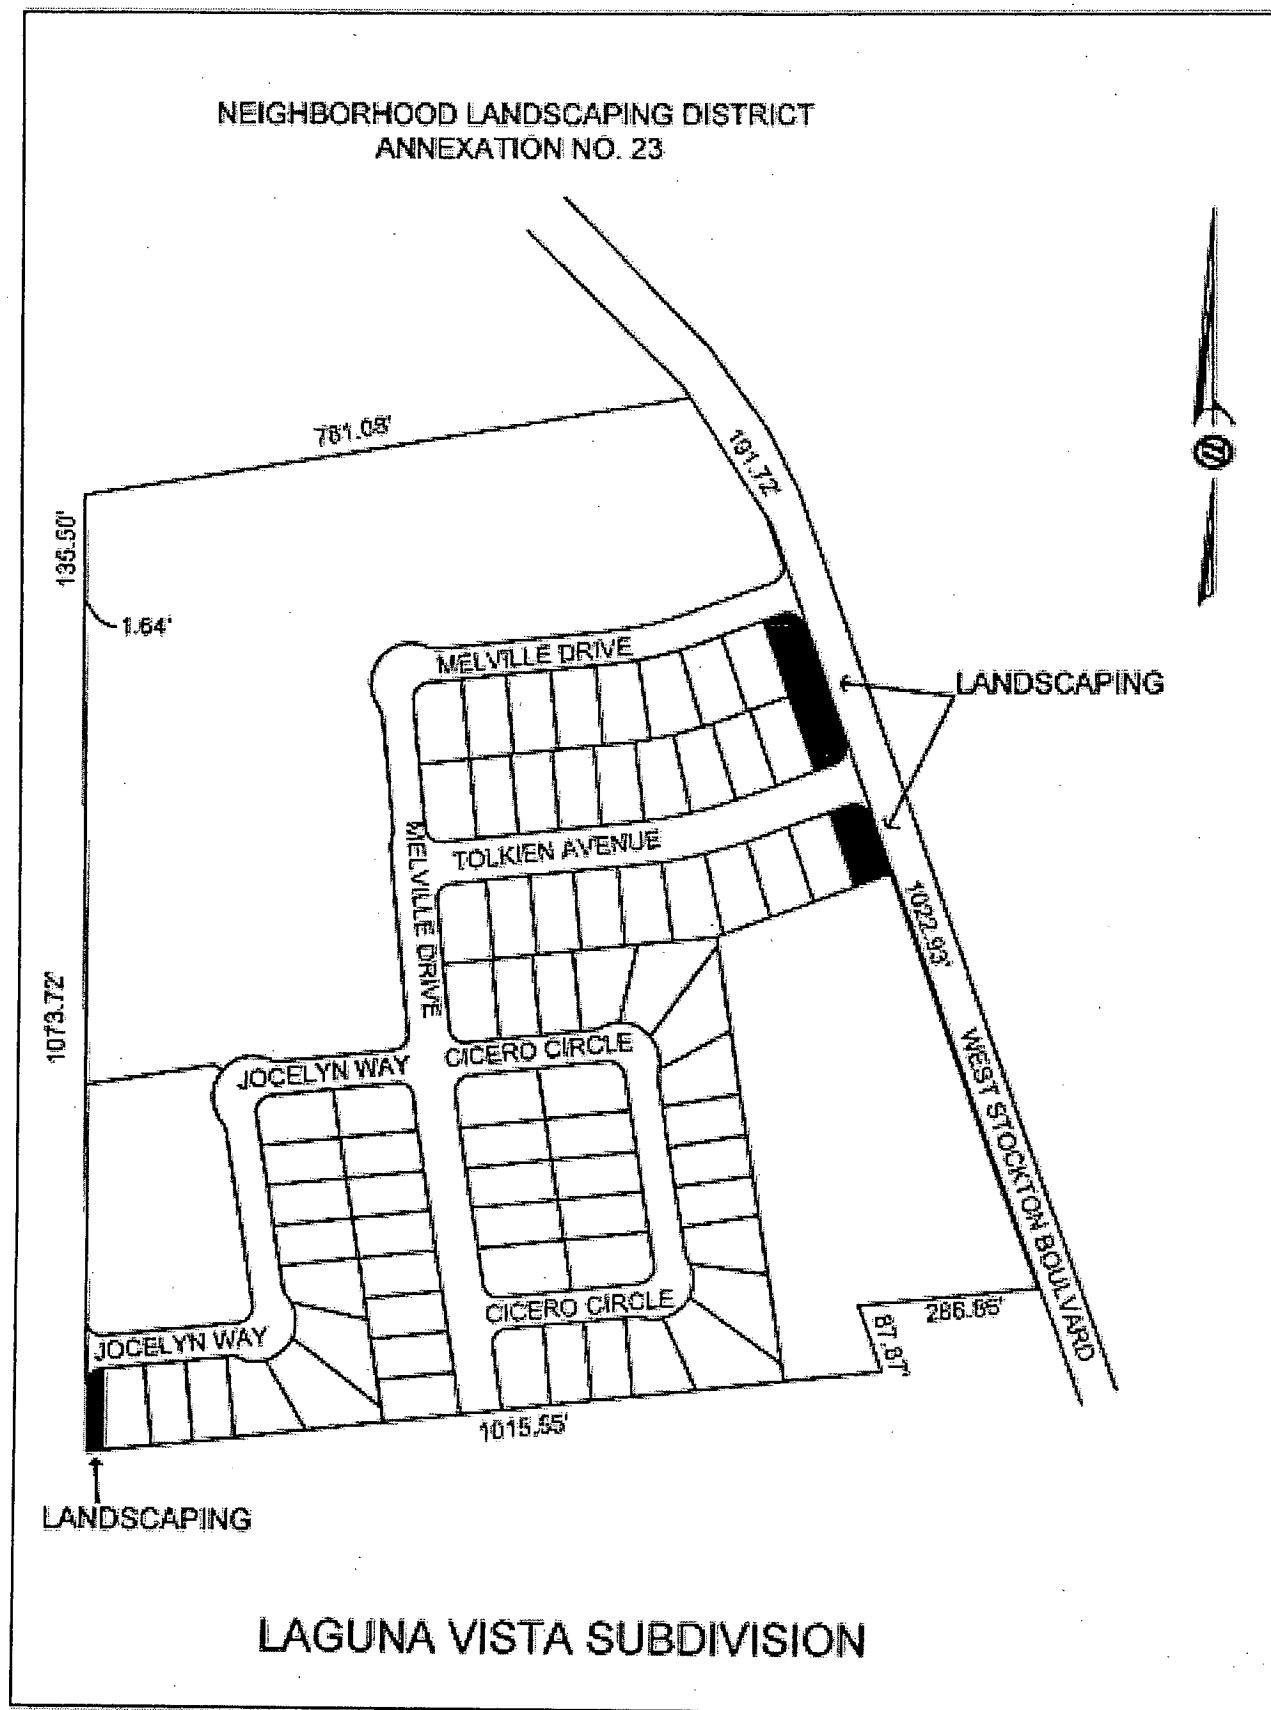 NEIGHBORHOOD LANDSCAPING DISTRICT
ANNEXATION NO. 23
761.08'
191.72'
135.50'
1.64'
MELVILLE DRIVE
LANDSCAPING
TOLKIEN AVENUE
MELVILLE DRIVE
1022.93'
1073.72'
CICERO CIRCLE
JOCELYN WAY
WEST STOCKTON BOULVARD
CICERO CIRCLE
286.86'
87.87'
JOCELYN WAY
1015.55'
LANDSCAPING
LAGUNA VISTA SUBDIVISION